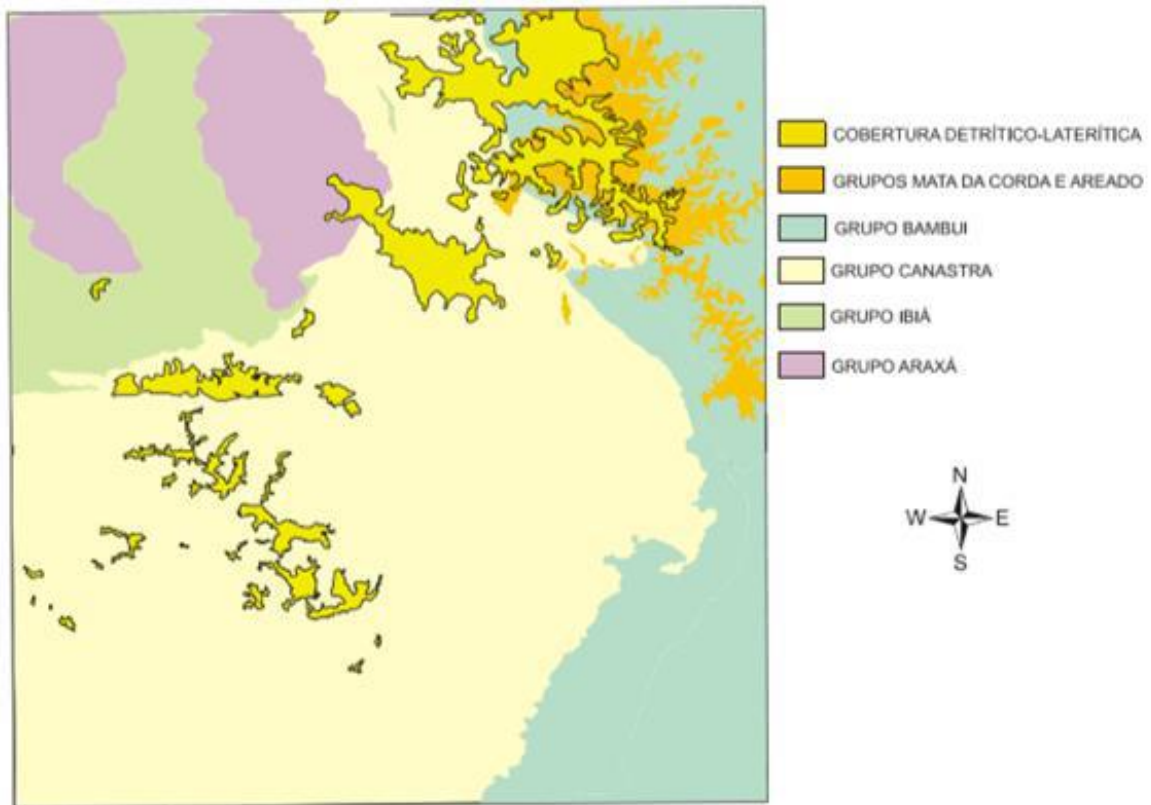 COBERTURA DETRÍTICO-LATERÍTICA
GRUPOS MATA DA CORDA E AREADO
GRUPO BAMBUI
GRUPO CANASTRA
GRUPO IBIÁ
GRUPO ARAXÁ
N
W E
S